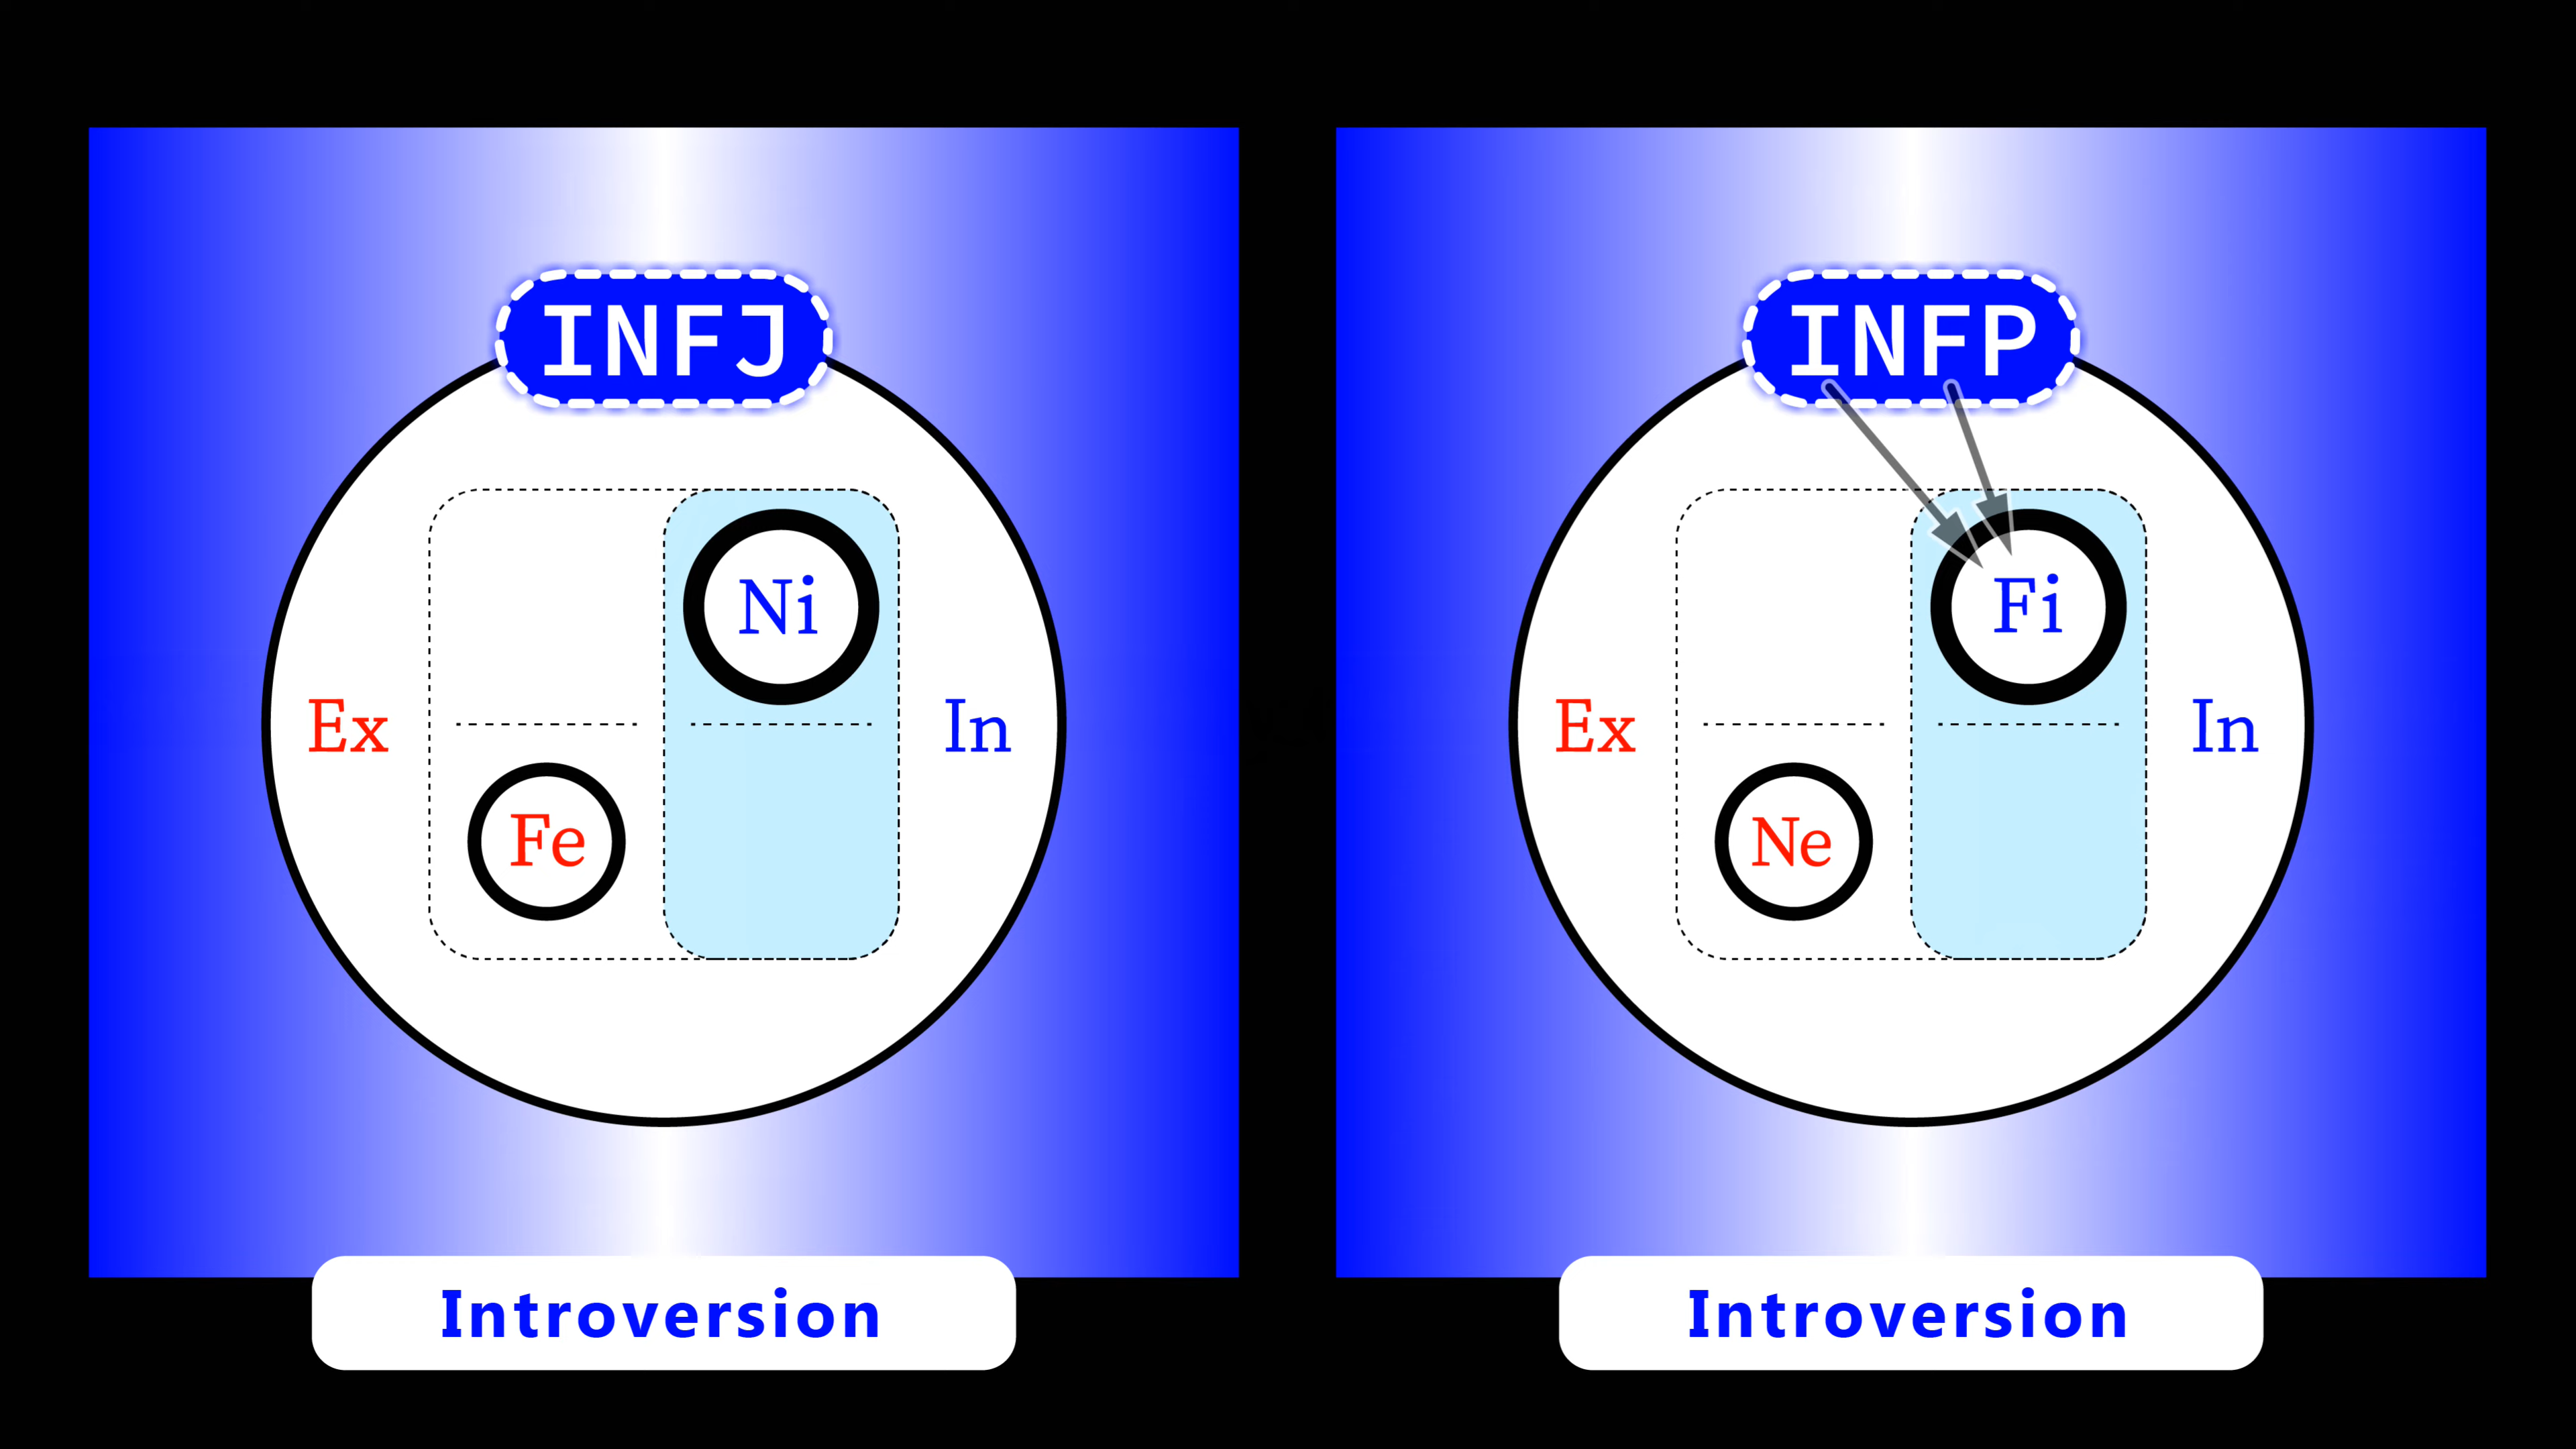 INFJ
Ni
Ex
In
Fe
Introversion
INFP
Fi
Ex
In
Ne
Introversion